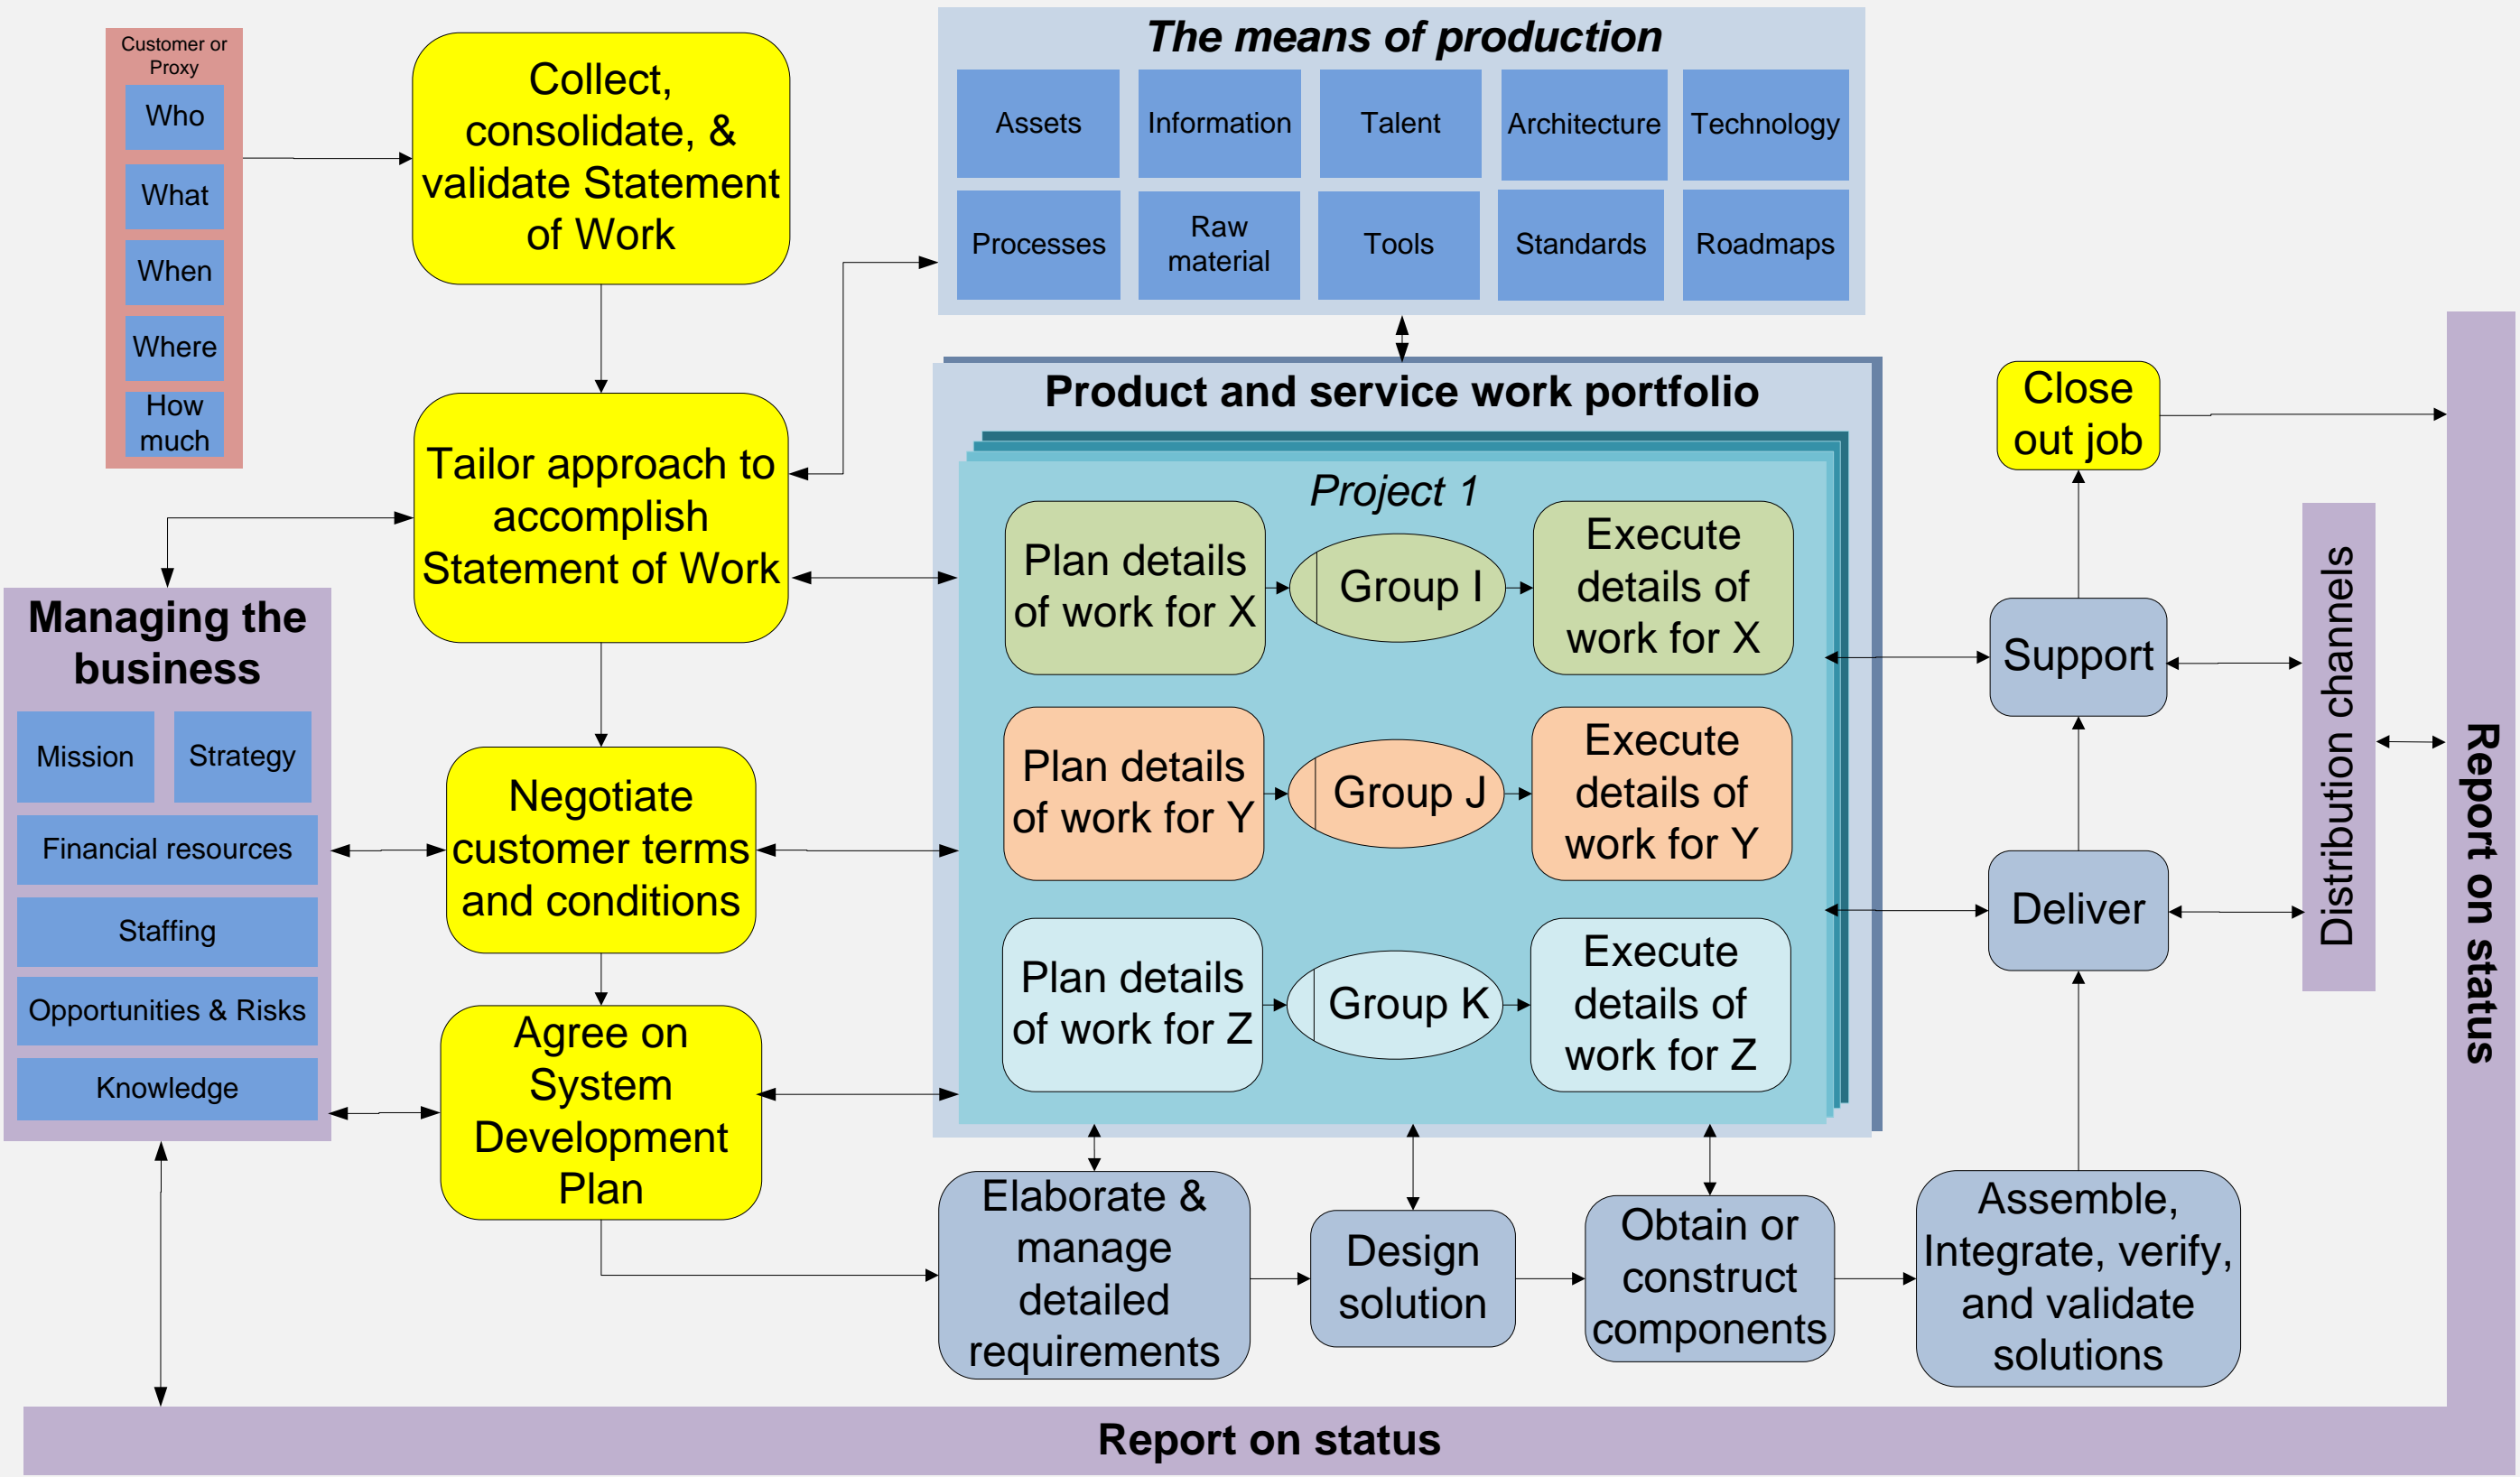 Customer or
Proxy
Who
What
When
Where
How
much
Collect,
consolidate, &
validate Statement
of Work
The means of production
Assets
Information
Talent
Architecture
Technology
Processes
Raw
material
Tools
Standards
Roadmaps
Tailor approach to
accomplish
Statement of Work
Product and service work portfolio
Project 1
Plan details
of work for X
Group I
Execute
details of
work for X
Plan details
of work for Y
Group J
Execute
details of
work for Y
Plan details
of work for Z
Group K
Execute
details of
work for Z
Managing the
business
Mission
Strategy
Financial resources
Staffing
Opportunities & Risks
Knowledge
Negotiate
customer terms
and conditions
Agree on
System
Development
Plan
Elaborate &
manage
detailed
requirements
Design
solution
Obtain or
construct
components
Assemble,
Integrate, verify,
and validate
solutions
Deliver
Support
Close
out job
Distribution channels
Report on status
Report on status